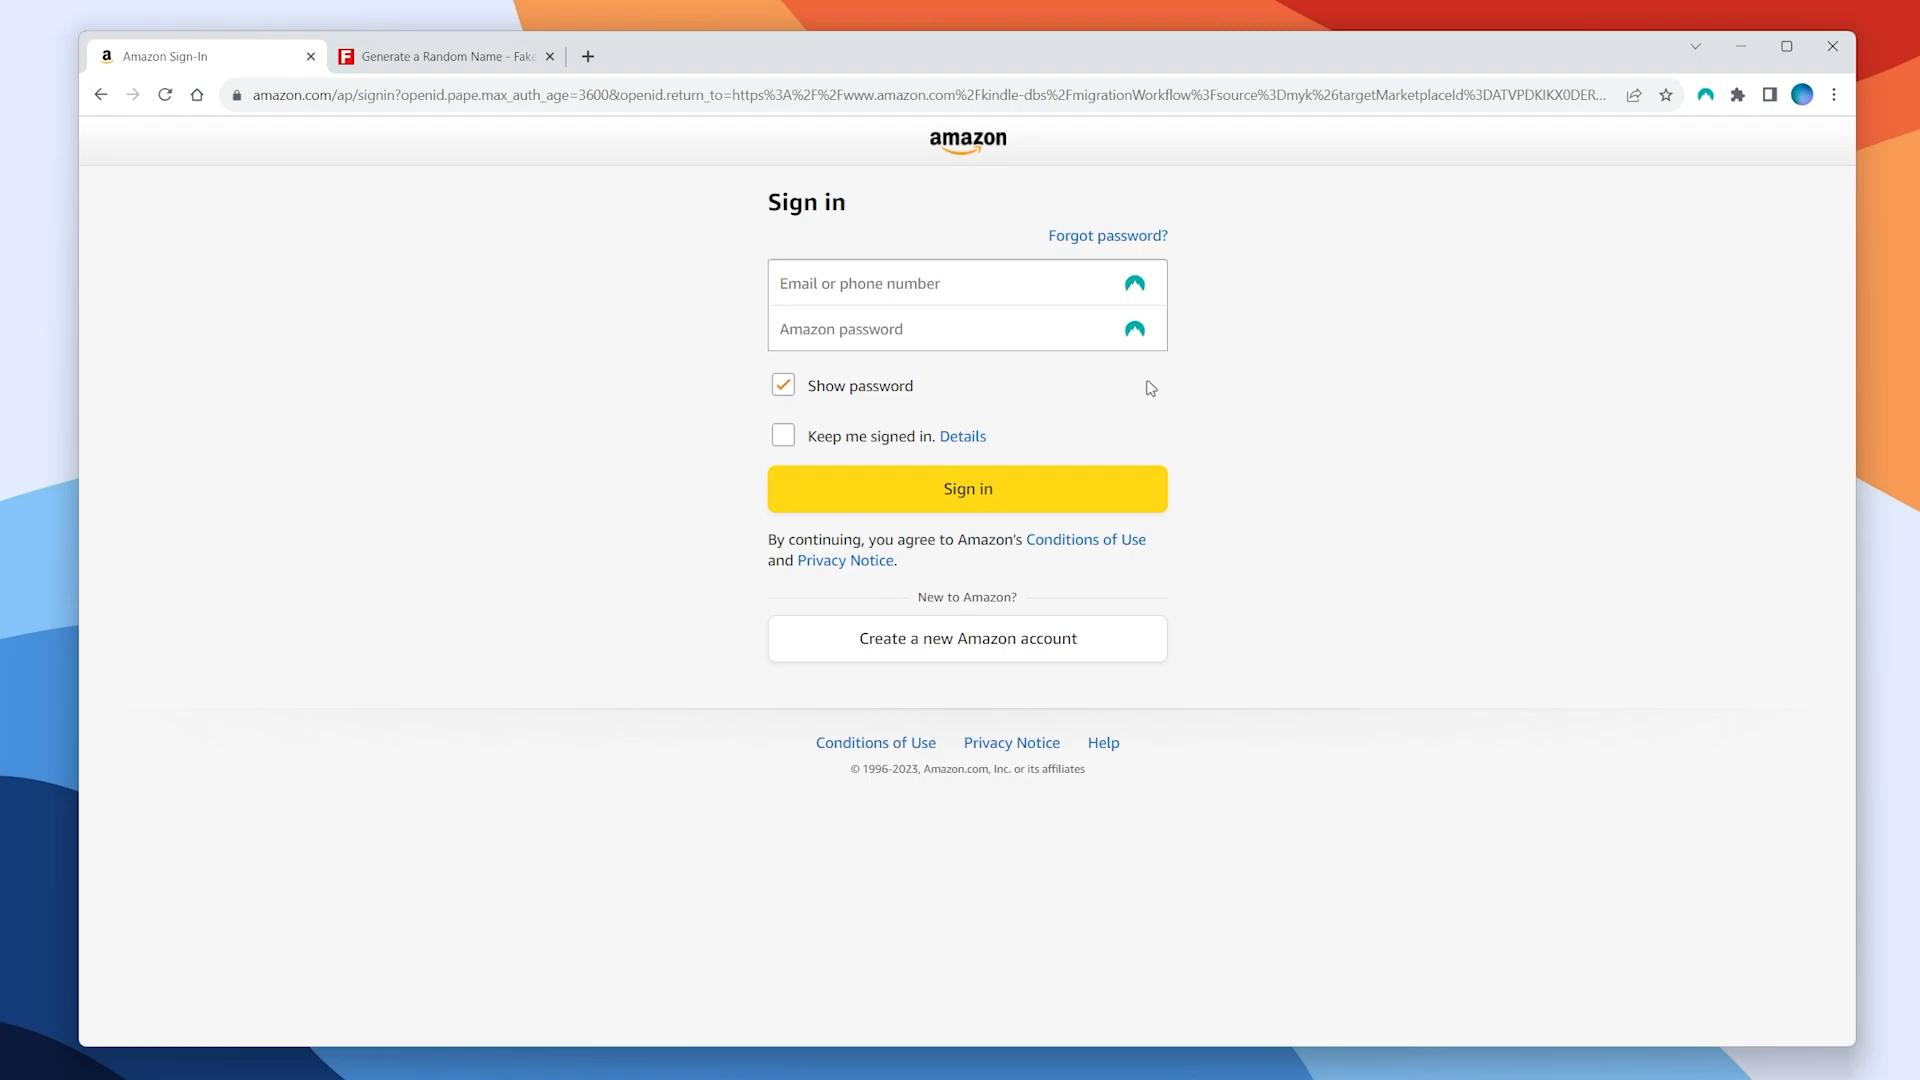 Amazon Sign-In
Generate a Random Name - Fake
amazon.com/ap/signin?openid.pape.max_auth_age=3600&openid.return_to=https%3A%2F%2Fwww.amazon.com%2Fkindle-dbs%2FmigrationWorkflow%3Fsource%3Dmyk%26targetMarketplaceId%3DATVPDKIKX0DER...
amazon
Sign in
Forgot password?
Email or phone number
Amazon password
Show password
Keep me signed in. Details
Sign in
By continuing, you agree to Amazon's Conditions of Use
and Privacy Notice.
New to Amazon?
Create a new Amazon account
Conditions of Use Privacy Notice Help
© 1996-2023, Amazon.com, Inc. or its affiliates